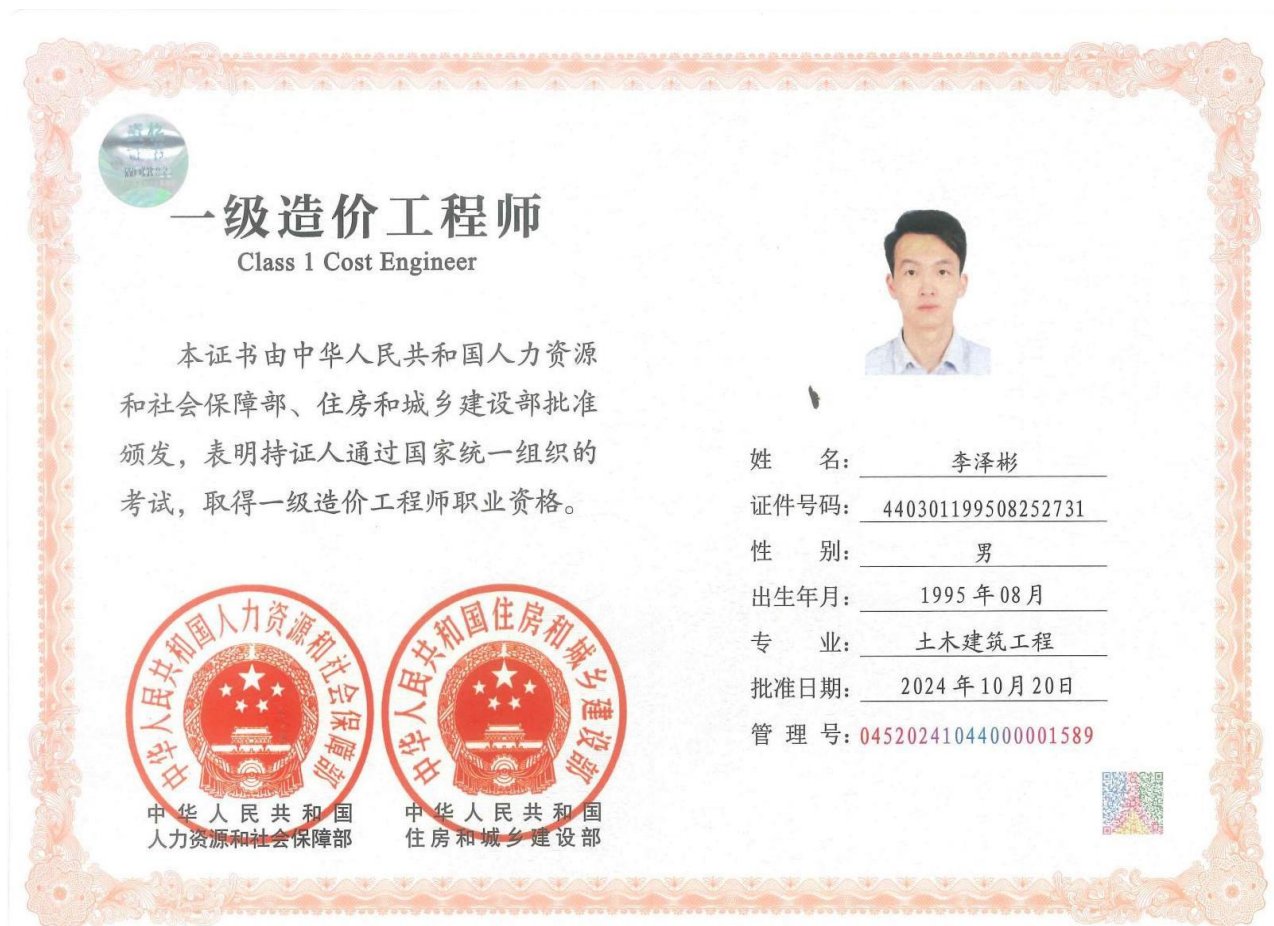 一级造价工程师
Class 1 Cost Engineer
本证书由中华人民共和国人力资源
和社会保障部、住房和城乡建设部批准
颁发，表明持证人通过国家统一组织的
考试，取得一级造价工程师职业资格。
中华人民共和国人力资源和社会保障部
中华人民共和国住房和城乡建设部
中华人民共和国
人力资源和社会保障部
中华人民共和国
住房和城乡建设部
姓 名：李泽彬
证件号码：440301199508252731
性 别：男
出生年月：1995年08月
专 业：土木建筑工程
批准日期：2024年10月20日
管 理 号：04520241044000001589